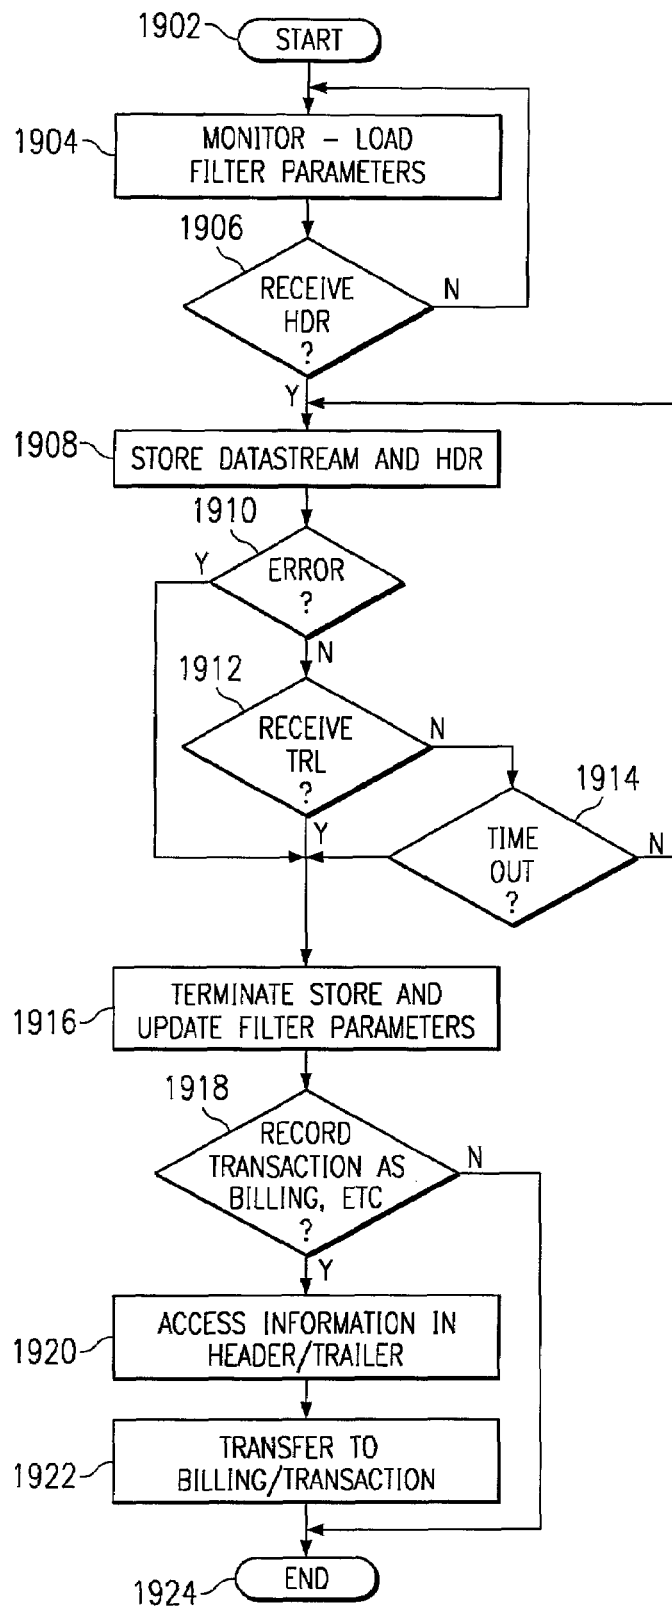 1902
START
1904
MONITOR – LOAD
FILTER PARAMETERS
1906
RECEIVE
HDR
?
N
Y
1908
STORE DATASTREAM AND HDR
1910
Y
ERROR
?
N
1912
RECEIVE
TRL
?
N
Y
1914
TIME
OUT
?
N
1916
TERMINATE STORE AND
UPDATE FILTER PARAMETERS
1918
RECORD
TRANSACTION AS
BILLING, ETC
?
N
Y
1920
ACCESS INFORMATION IN
HEADER/TRAILER
1922
TRANSFER TO
BILLING/TRANSACTION
1924
END